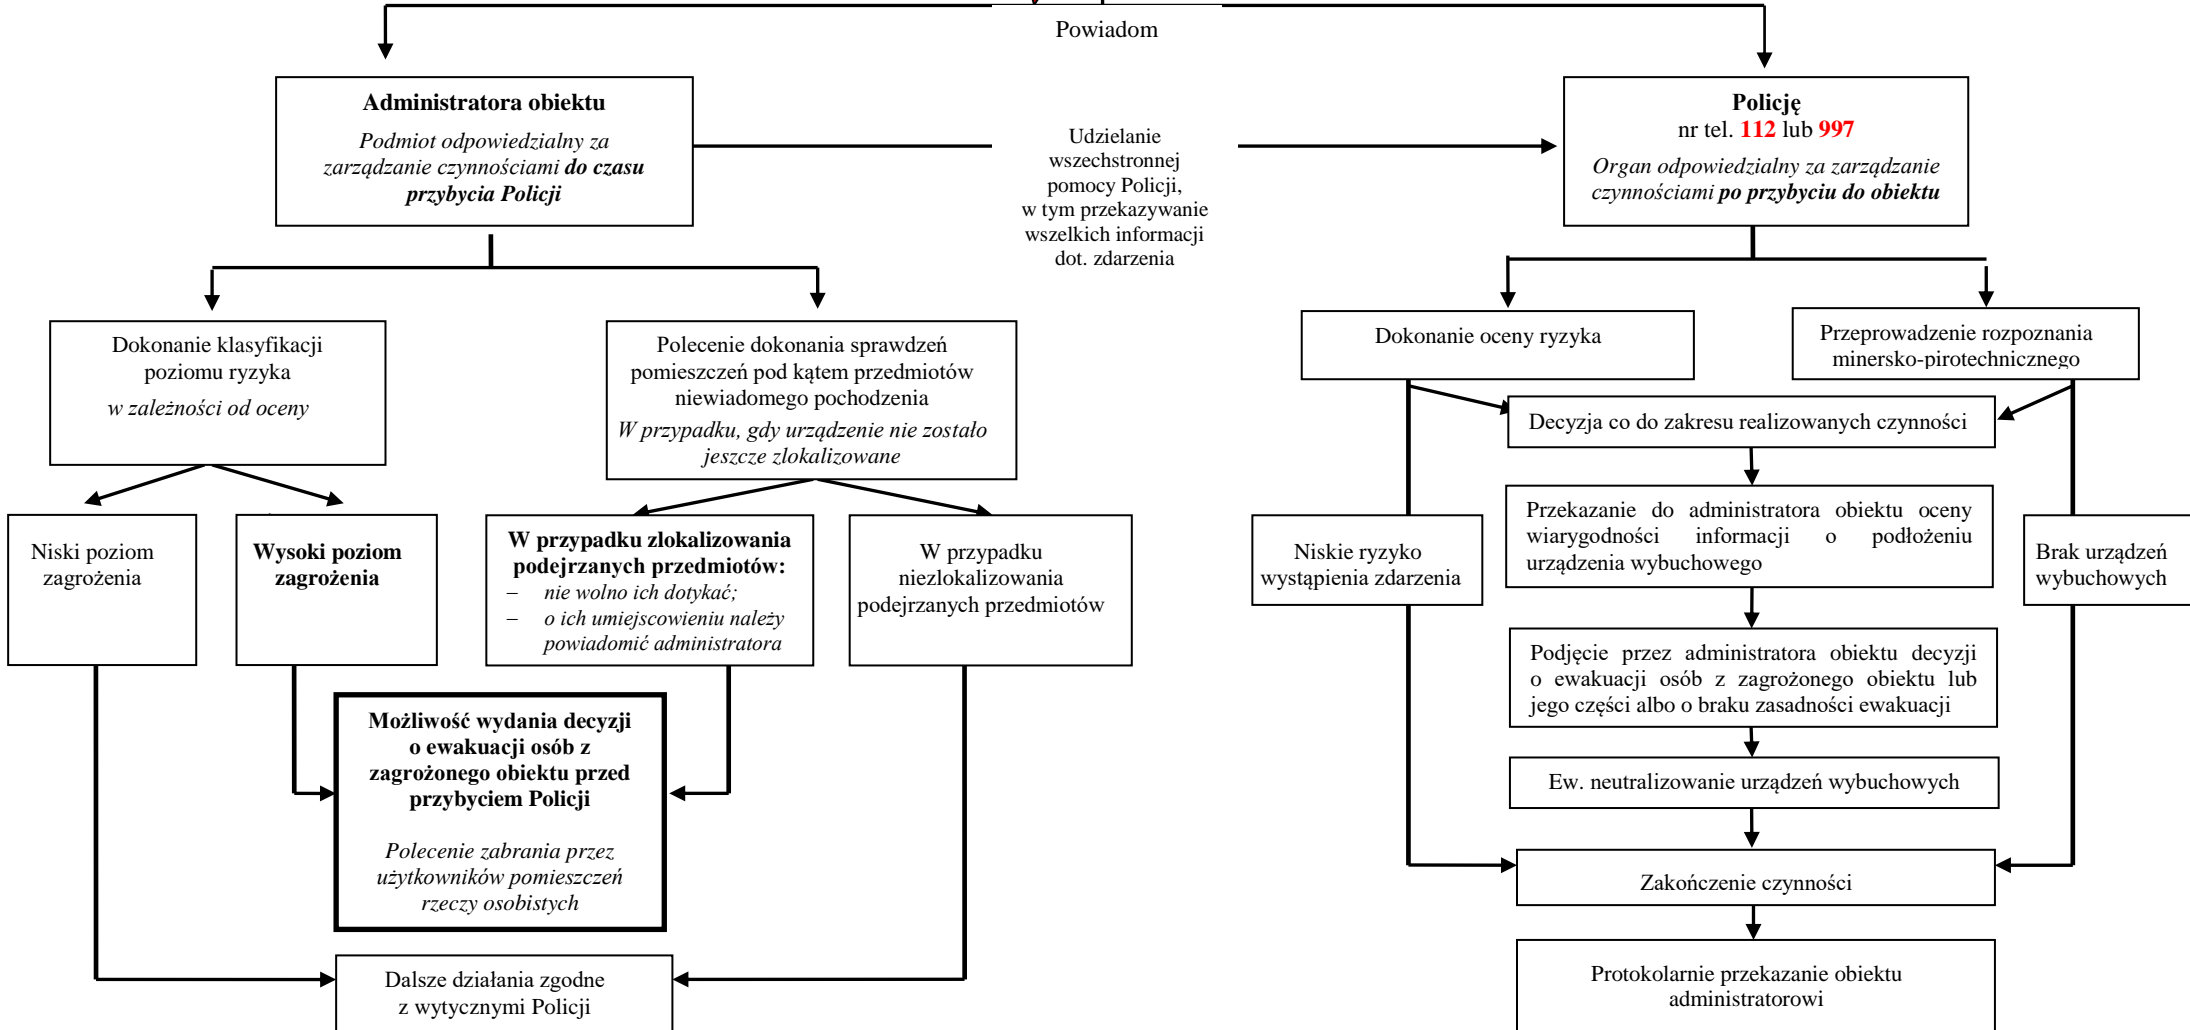 Powiadom
Administratora obiektu
Podmiot odpowiedzialny za
zarządzanie czynnościami do czasu
przybycia Policji
Udzielanie
wszechstronnej
pomocy Policji,
w tym przekazywanie
wszelkich informacji
dot. zdarzenia
Policję
nr tel. 112 lub 997
Organ odpowiedzialny za zarządzanie
czynnościami po przybyciu do obiektu
Dokonanie klasyfikacji
poziomu ryzyka
w zależności od oceny
Polecenie dokonania sprawdzeń
pomieszczeń pod kątem przedmiotów
niewiadomego pochodzenia
W przypadku, gdy urządzenie nie zostało
jeszcze zlokalizowane
Dokonanie oceny ryzyka
Przeprowadzenie rozpoznania
minersko-pirotechnicznego
Decyzja co do zakresu realizowanych czynności
Niski poziom
zagrożenia
Wysoki poziom
zagrożenia
W przypadku zlokalizowania
podejrzanych przedmiotów:
– nie wolno ich dotykać;
– o ich umiejscowieniu należy
powiadomić administratora
W przypadku
niezlokalizowania
podejrzanych przedmiotów
Niskie ryzyko
wystąpienia zdarzenia
Przekazanie do administratora obiektu oceny
wiarygodności informacji o podłożeniu
urządzenia wybuchowego
Brak urządzeń
wybuchowych
Podjęcie przez administratora obiektu decyzji
o ewakuacji osób z zagrożonego obiektu lub
jego części albo o braku zasadności ewakuacji
Możliwość wydania decyzji
o ewakuacji osób z
zagrożonego obiektu przed
przybyciem Policji
Polecenie zabrania przez
użytkowników pomieszczeń
rzeczy osobistych
Ew. neutralizowanie urządzeń wybuchowych
Zakończenie czynności
Dalsze działania zgodne
z wytycznymi Policji
Protokolarnie przekazanie obiektu
administratorowi